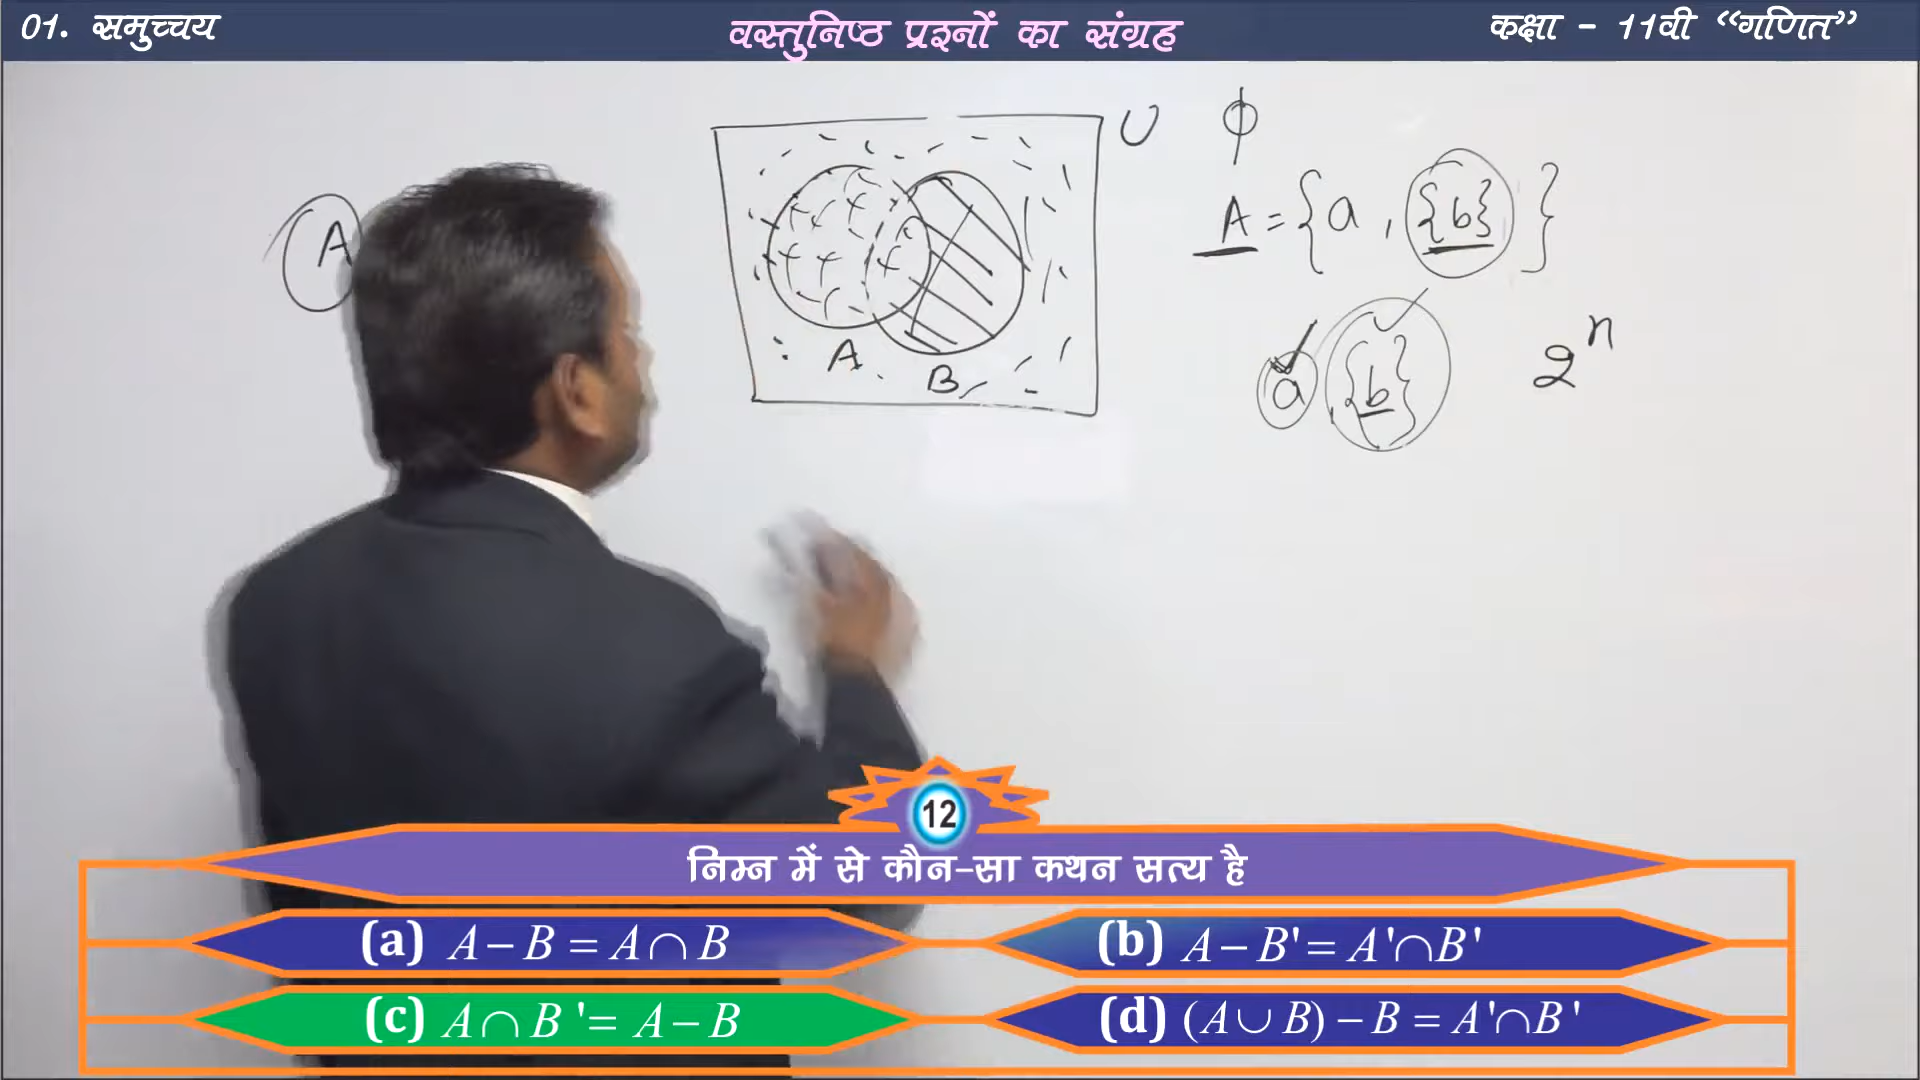 01. समुच्चय
वस्तुनिष्ठ प्रश्नों का संग्रह
कक्षा - 11वी “गणित”
A
A
B
U
ϕ
A = {a , {b} }
a {b}
2ⁿ
12
निम्न में से कौन-सा कथन सत्य है
(a) A − B = A ∩ B
(b) A − B' = A'∩B'
(c) A ∩ B '= A − B
(d) (A ∪ B) − B = A'∩B'